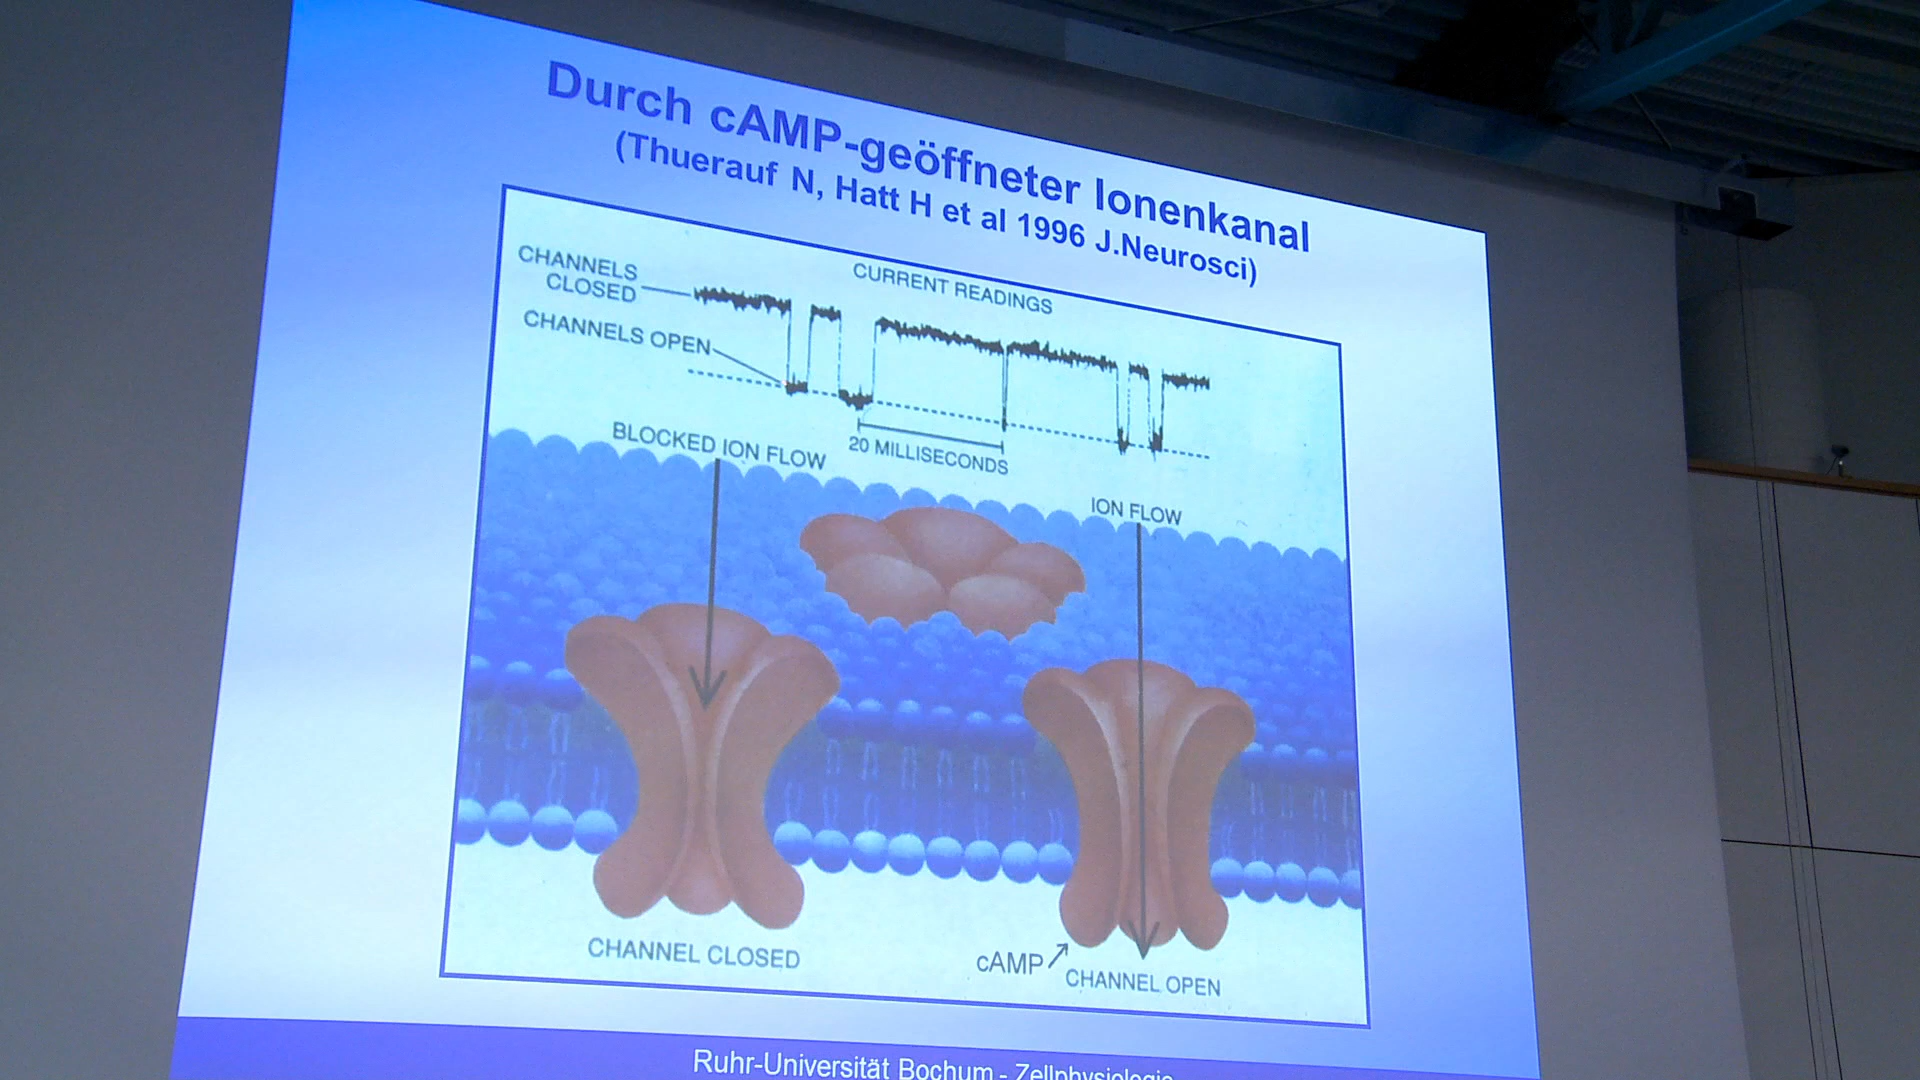 Durch cAMP-geöffneter Ionenkanal
(Thuerauf N, Hatt H et al 1996 J.Neurosci)
CURRENT READINGS
CHANNELS
CLOSED
CHANNELS OPEN
20 MILLISECONDS
BLOCKED ION FLOW
ION FLOW
CHANNEL CLOSED
cAMP
CHANNEL OPEN
Ruhr-Universität Bochum - Zellphysiologie